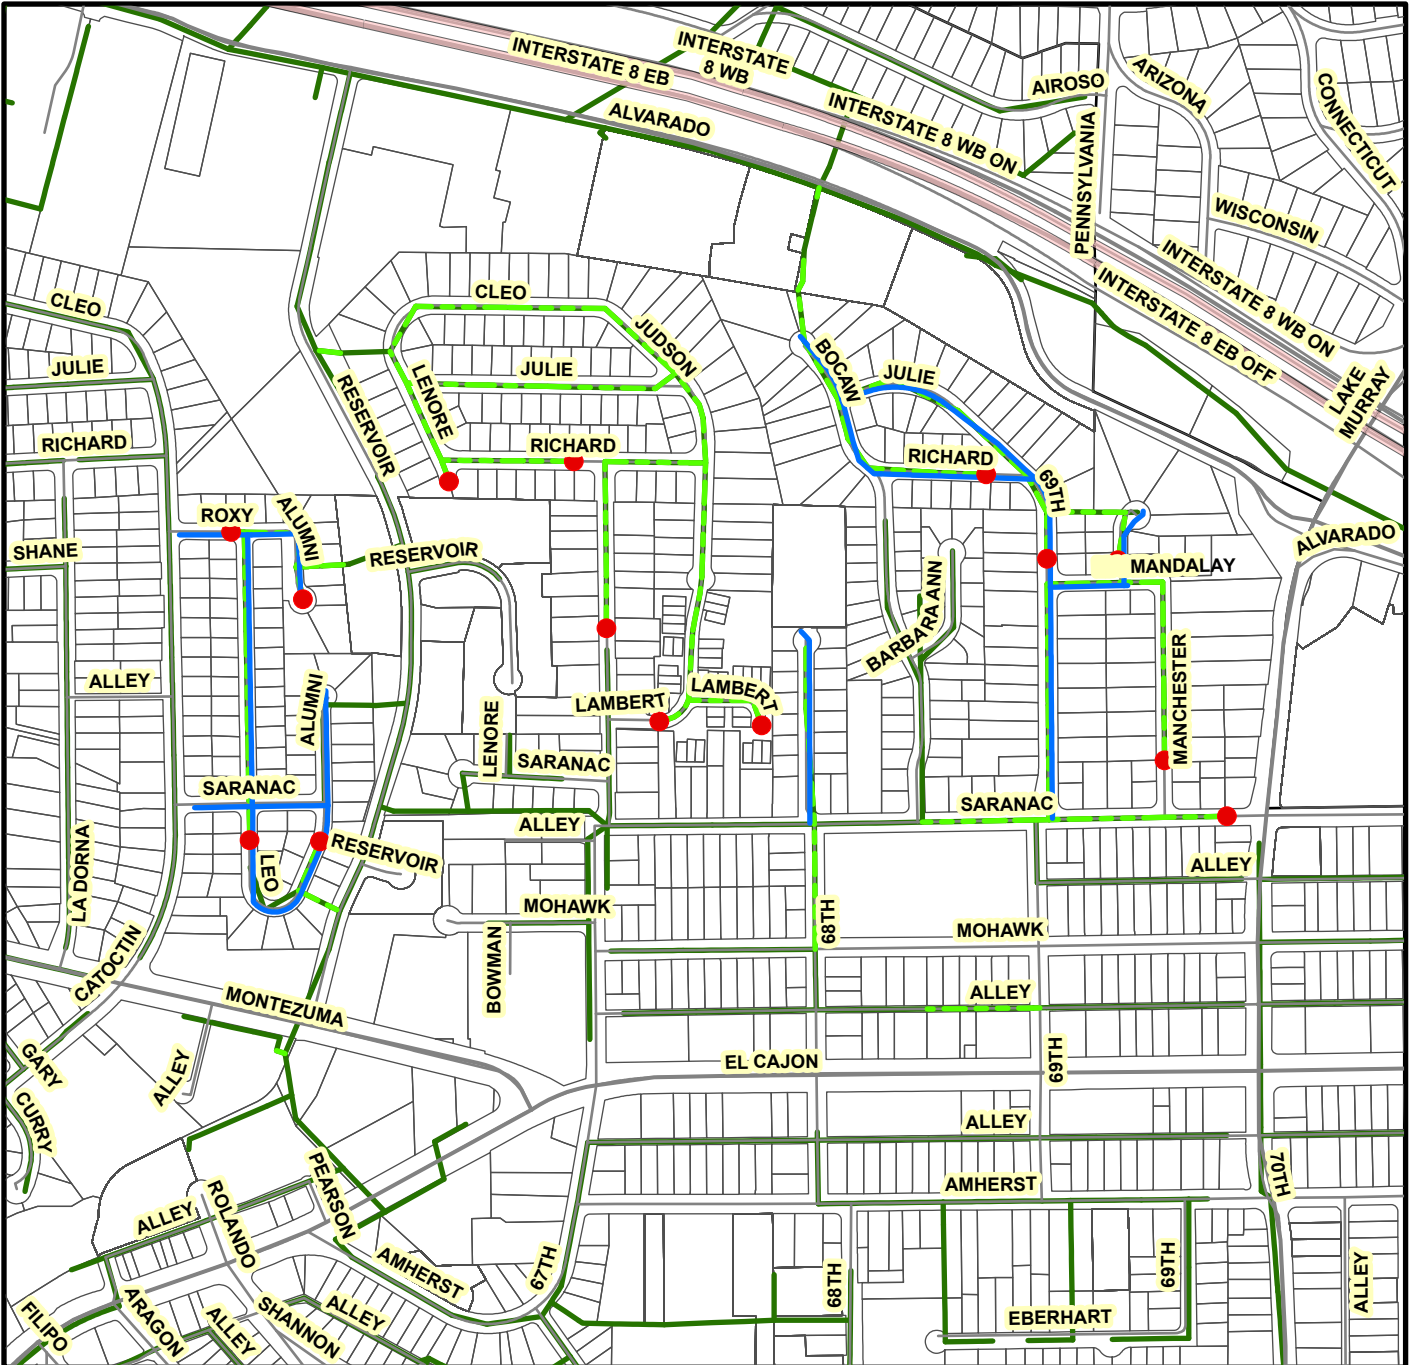 INTERSTATE 8 EB
INTERSTATE
8 WB
AIROSO
ARIZONA
CONNECTICUT
INTERSTATE 8 WB ON
ALVARADO
PENNSYLVANIA
WISCONSIN
INTERSTATE 8 WB ON
INTERSTATE 8 EB OFF
LAKE
MURRAY
CLEO
CLEO
JUDSON
JULIE
JULIE
LENORE
RESERVOIR
BOCAW
JULIE
RICHARD
RICHARD
RICHARD
69TH
ROXY
ALUMNI
SHANE
RESERVOIR
ALVARADO
MANDALAY
BARBARA ANN
ALLEY
ALUMNI
LAMBERT
LAMBERT
MANCHESTER
LENORE
SARANAC
SARANAC
SARANAC
ALLEY
LA DORNA
LEO
RESERVOIR
ALLEY
MOHAWK
68TH
MOHAWK
CATOCTIN
BOWMAN
MONTEZUMA
ALLEY
GARY
ALLEY
EL CAJON
69TH
CURRY
ALLEY
PEARSON
AMHERST
70TH
ALLEY
ROLANDO
AMHERST
67TH
68TH
69TH
ALLEY
FILIPO
ARAGON
ALLEY
SHANNON
ALLEY
EBERHART